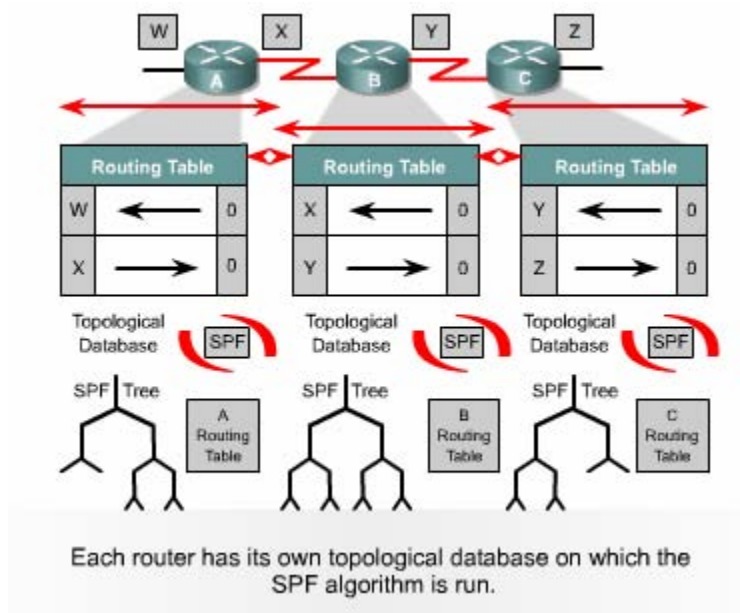 W X Y Z
A B C
Routing Table Routing Table Routing Table
W 0 X 0 Y 0
X 0 Y 0 Z 0
Topological Database SPF Topological Database SPF Topological Database SPF
SPF Tree SPF Tree SPF Tree
A Routing Table B Routing Table C Routing Table
Each router has its own topological database on which the
SPF algorithm is run.